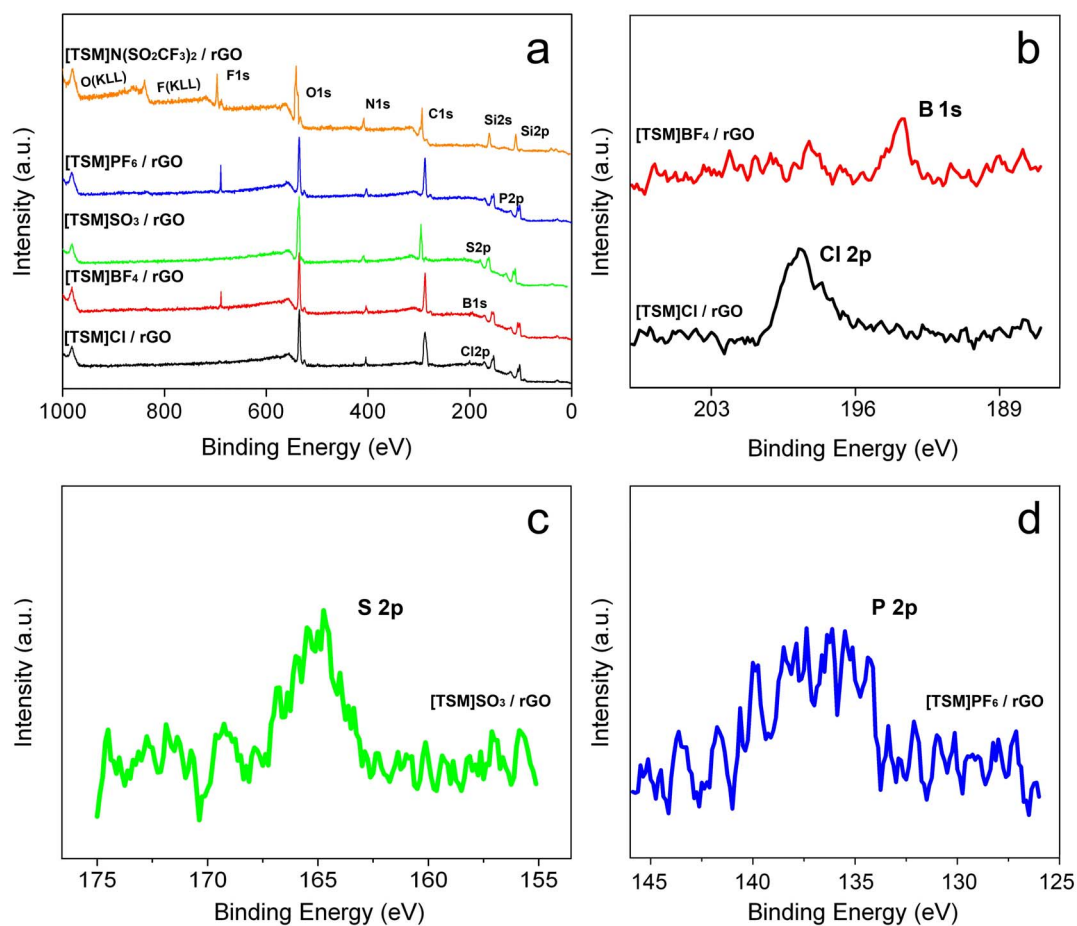 a
[TSM]N(SO2CF3)2 / rGO
O(KLL)
F(KLL)
F1s
O1s
N1s
C1s
Si2s
Si2p
[TSM]PF6 / rGO
P2p
[TSM]SO3 / rGO
S2p
[TSM]BF4 / rGO
B1s
[TSM]Cl / rGO
Cl2p
Intensity (a.u.)
1000 800 600 400 200 0
Binding Energy (eV)
b
B 1s
[TSM]BF4 / rGO
Cl 2p
[TSM]Cl / rGO
Intensity (a.u.)
203 196 189
Binding Energy (eV)
c
S 2p
[TSM]SO3 / rGO
Intensity (a.u.)
175 170 165 160 155
Binding Energy (eV)
d
P 2p
[TSM]PF6 / rGO
Intensity (a.u.)
145 140 135 130 125
Binding Energy (eV)